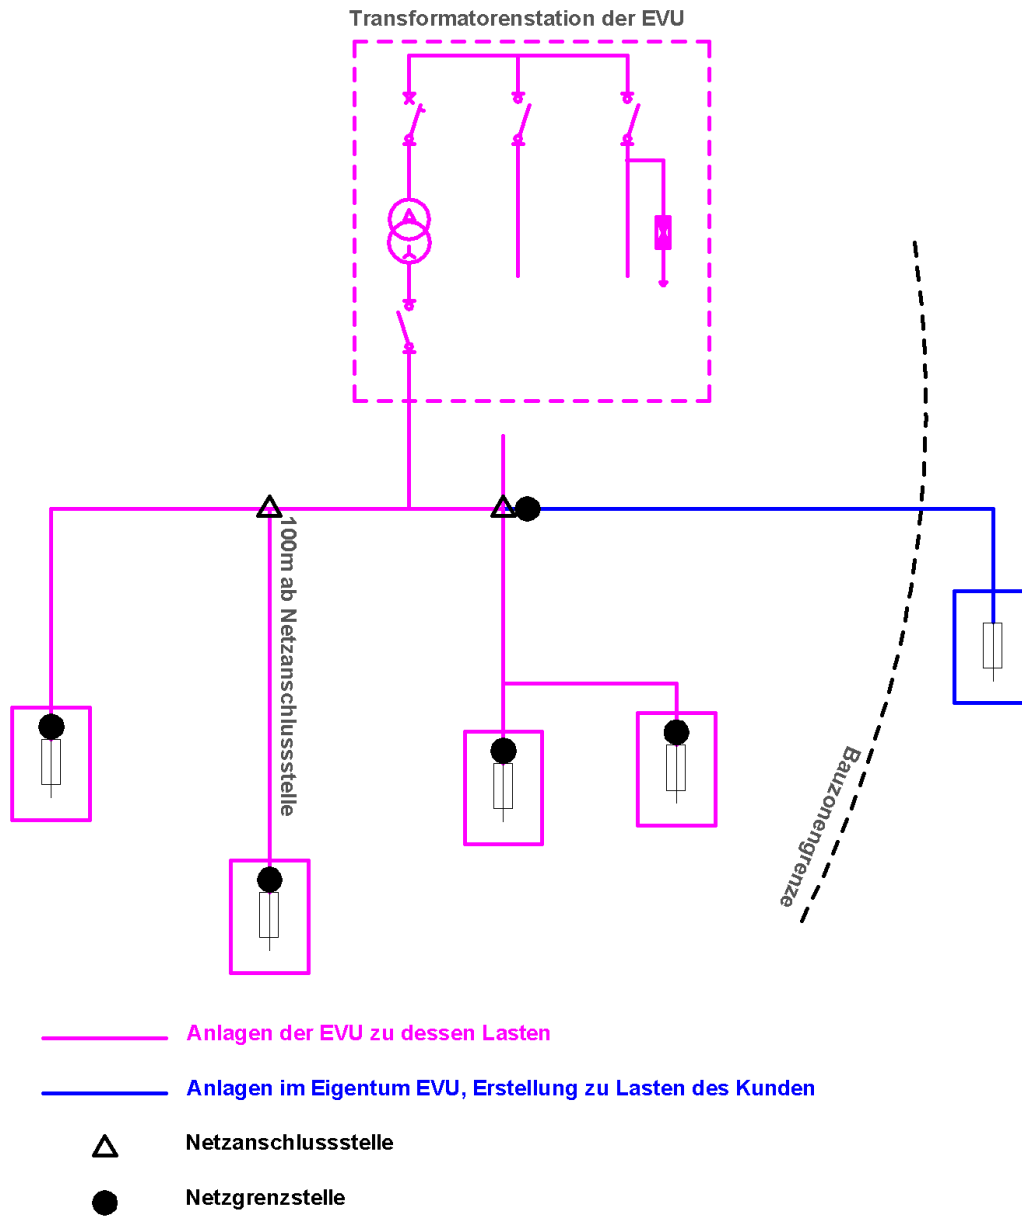 Transformatorenstation der EVU
100m ab Netzanschlussstelle
Bauzonengrenze
Anlagen der EVU zu dessen Lasten
Anlagen im Eigentum EVU, Erstellung zu Lasten des Kunden
Netzanschlussstelle
Netzgrenzstelle